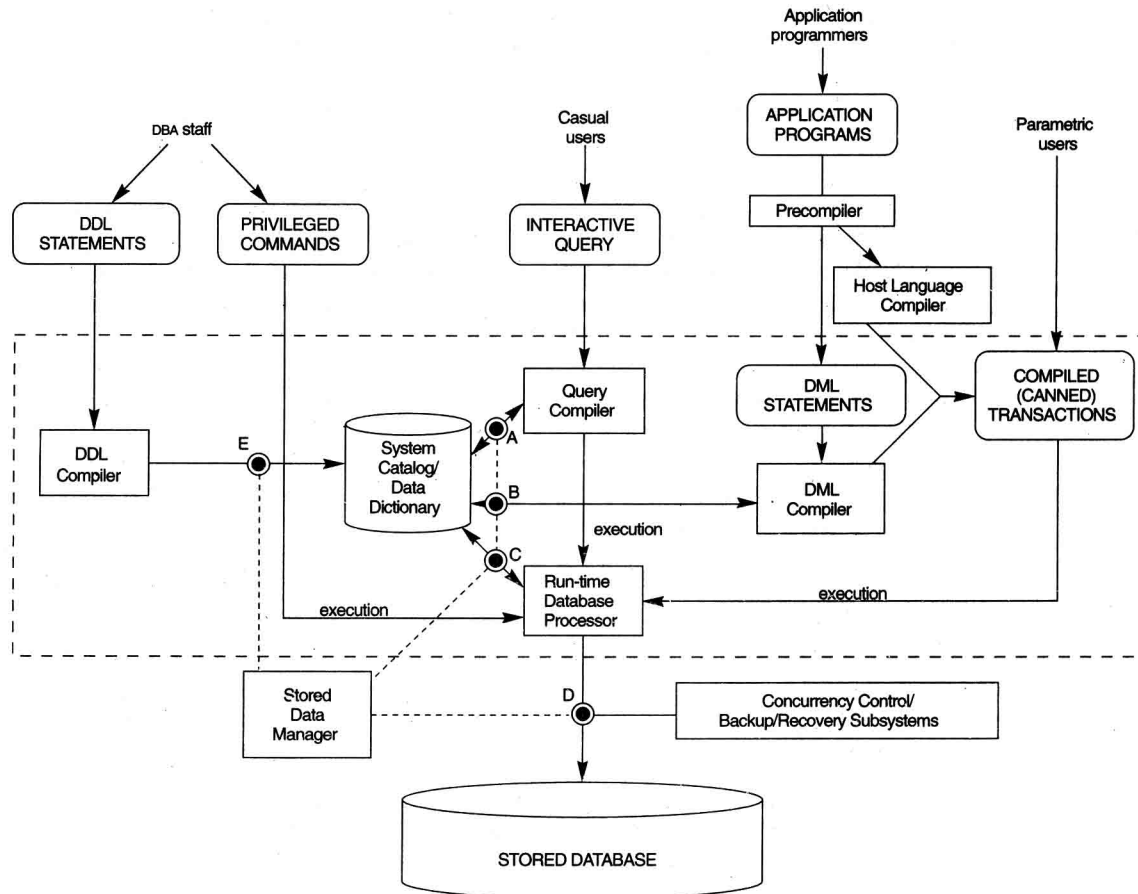 Application
programmers
APPLICATION
PROGRAMS
Casual
users
Parametric
users
DBA staff
Precompiler
DDL
STATEMENTS
PRIVILEGED
COMMANDS
INTERACTIVE
QUERY
Host Language
Compiler
Query
Compiler
DML
STATEMENTS
COMPILED
(CANNED)
TRANSACTIONS
A
E
DDL
Compiler
System
Catalog/
Data
Dictionary
B
DML
Compiler
execution
C
Run-time
Database
Processor
execution
execution
D
Stored
Data
Manager
Concurrency Control/
Backup/Recovery Subsystems
STORED DATABASE